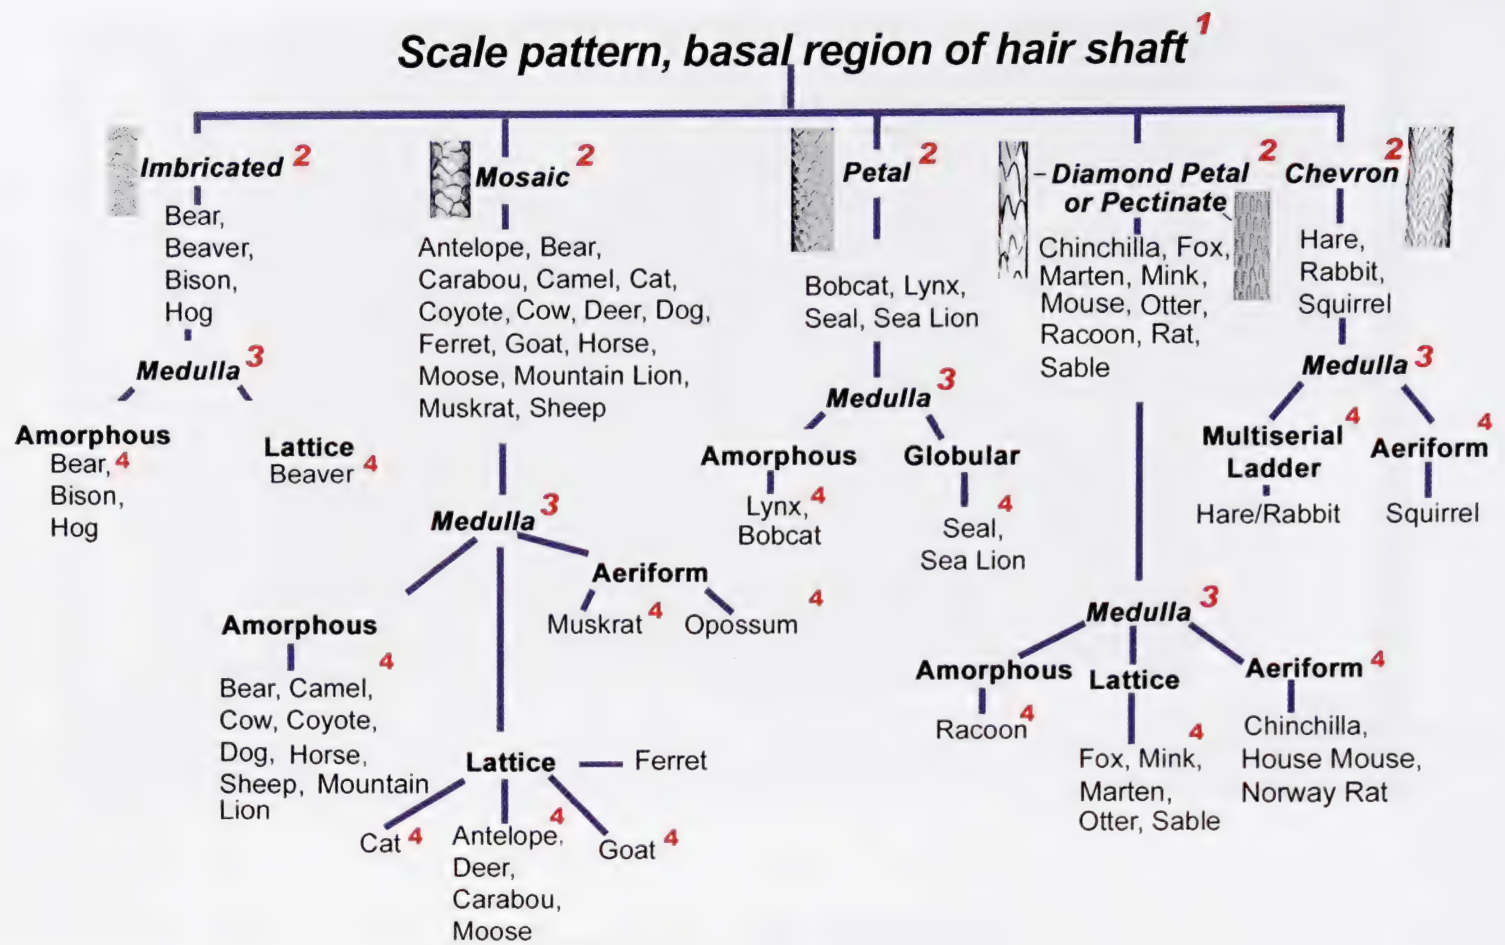 Scale pattern, basal region of hair shaft 1
Imbricated 2
Bear,
Beaver,
Bison,
Hog
Medulla 3
Amorphous
Bear, 4
Bison,
Hog
Lattice
Beaver 4
Mosaic 2
Antelope, Bear,
Carabou, Camel, Cat,
Coyote, Cow, Deer, Dog,
Ferret, Goat, Horse,
Moose, Mountain Lion,
Muskrat, Sheep
Medulla 3
Amorphous
4
Bear, Camel,
Cow, Coyote,
Dog, Horse,
Sheep, Mountain
Lion
Lattice
Ferret
Cat 4
4
Antelope,
Deer,
Carabou,
Moose
Goat 4
Aeriform
Muskrat 4
Opossum 4
Petal 2
Bobcat, Lynx,
Seal, Sea Lion
Medulla 3
Amorphous
Lynx, 4
Bobcat
Globular
4
Seal,
Sea Lion
Diamond Petal 2
or Pectinate
Chinchilla, Fox,
Marten, Mink,
Mouse, Otter,
Racoon, Rat,
Sable
Medulla 3
Amorphous
Racoon 4
Lattice
4
Fox, Mink,
Marten,
Otter, Sable
Aeriform 4
Chinchilla,
House Mouse,
Norway Rat
Chevron 2
Hare,
Rabbit,
Squirrel
Medulla 3
Multiserial 4
Ladder
Hare/Rabbit
Aeriform 4
Squirrel